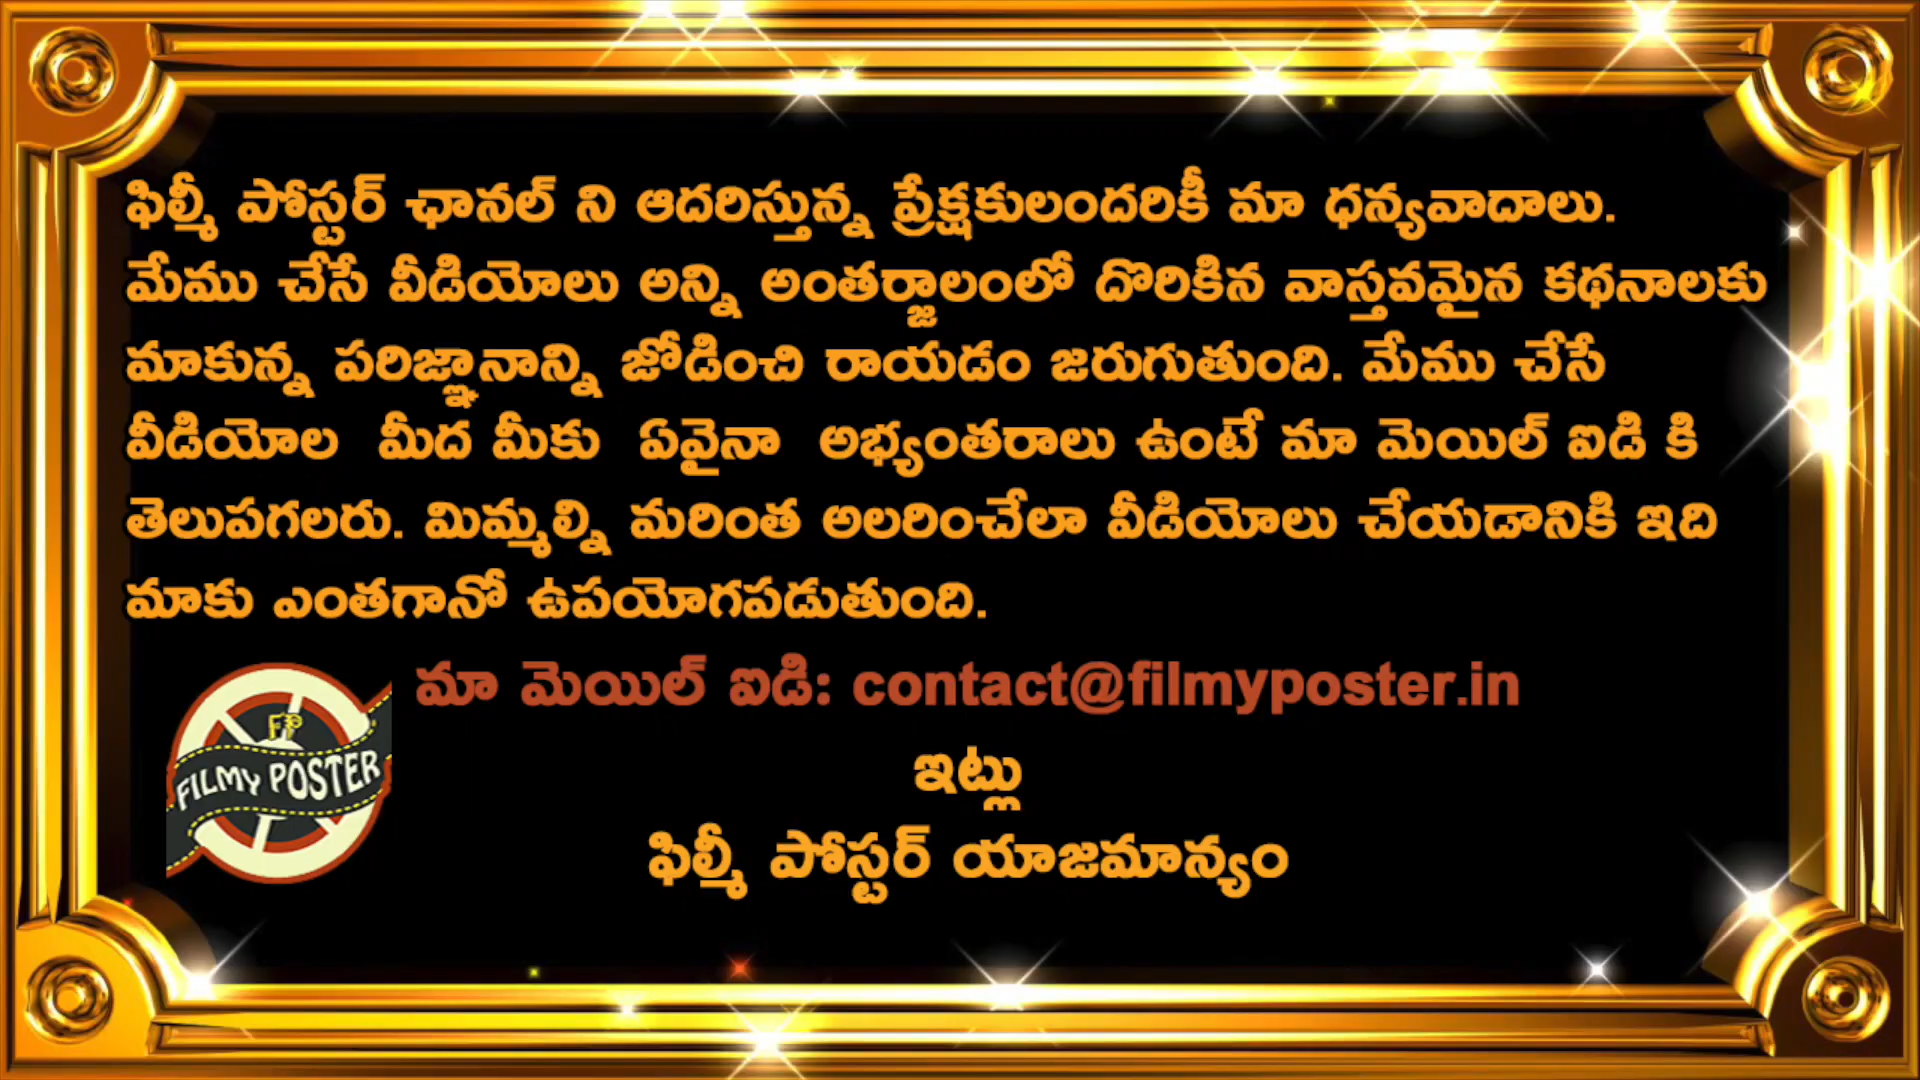 ఫిల్మీ పోస్టర్ ఛానల్ ని ఆదరిస్తున్న ప్రేక్షకులందరికీ మా ధన్యవాదాలు.
మేము చేసే వీడియోలు అన్ని అంతర్జాలంలో దొరికిన వాస్తవమైన కథనాలకు
మాకున్న పరిజ్ఞానాన్ని జోడించి రాయడం జరుగుతుంది. మేము చేసే
వీడియోల మీద మీకు ఏవైనా అభ్యంతరాలు ఉంటే మా మెయిల్ ఐడి కి
తెలుపగలరు. మిమ్మల్ని మరింత అలరించేలా వీడియోలు చేయడానికి ఇది
మాకు ఎంతగానో ఉపయోగపడుతుంది.
మా మెయిల్ ఐడి: contact@filmyposter.in
FP
FILMY POSTER
ఇట్లు
ఫిల్మీ పోస్టర్ యాజమాన్యం